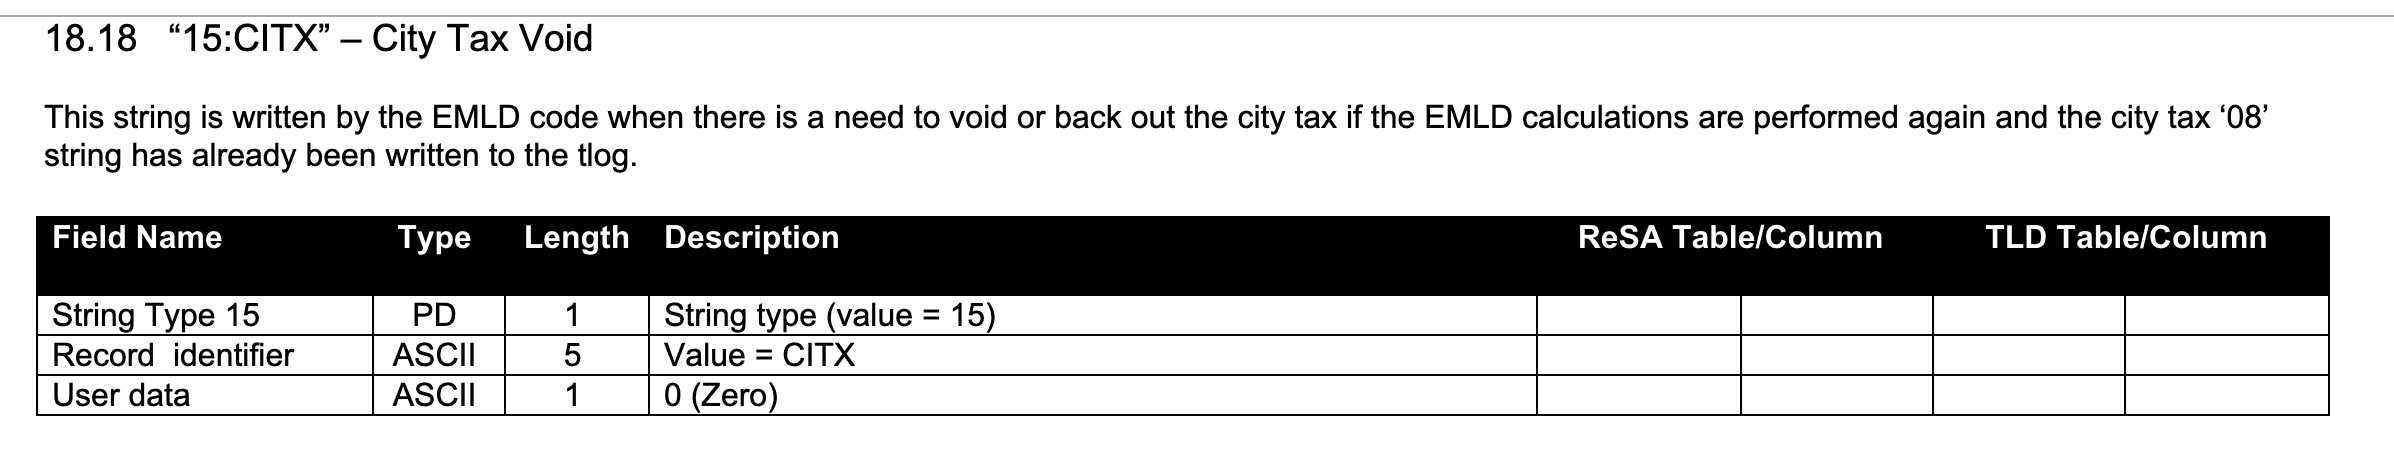 18.18 “15:CITX” – City Tax Void
This string is written by the EMLD code when there is a need to void or back out the city tax if the EMLD calculations are performed again and the city tax ‘08’
string has already been written to the tlog.
Field Name Type Length Description ReSA Table/Column TLD Table/Column
String Type 15 PD 1 String type (value = 15)
Record identifier ASCII 5 Value = CITX
User data ASCII 1 0 (Zero)